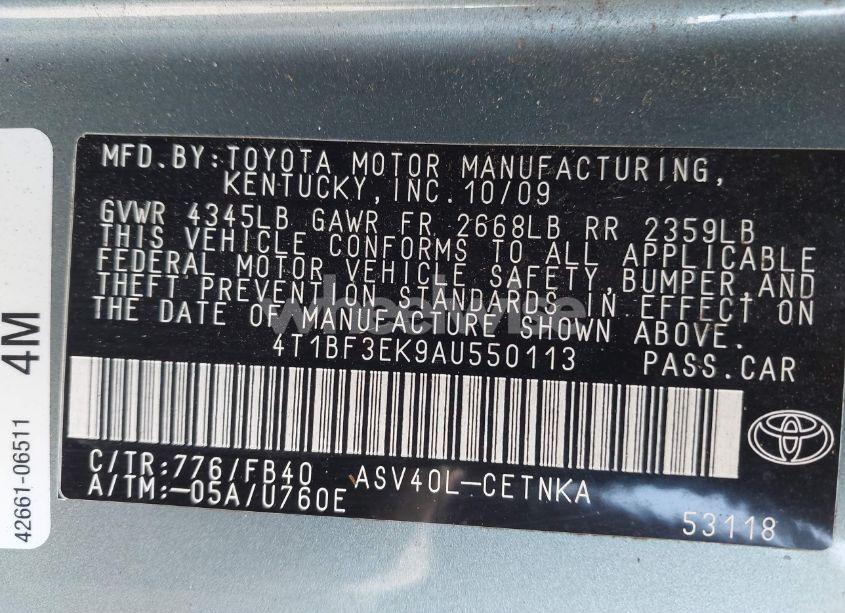 MFD.BY:TOYOTA MOTOR MANUFACTURING,
KENTUCKY,INC.10/09
GVWR 4345LB GAWR FR 2668LB RR 2359LB
THIS VEHICLE CONFORMS TO ALL APPLICABLE
FEDERAL MOTOR VEHICLE SAFETY,BUMPER,AND
THEFT PREVENTION STANDARDS IN EFFECT ON
THE DATE OF MANUFACTURE SHOWN ABOVE.
4T1BF3EK9AU550113 PASS.CAR
C/TR:776/FB40 ASV40L-CETNKA
A/TM:-05A/U760E
53118
4M
42661-06511
wheelwise